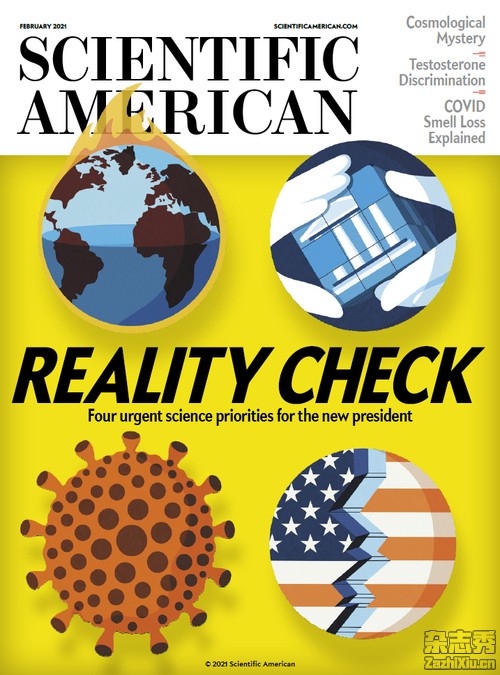 FEBRUARY 2021
SCIENTIFICAMERICAN.COM
SCIENTIFIC
AMERICAN
Cosmological
Mystery
Testosterone
Discrimination
COVID
Smell Loss
Explained
REALITY CHECK
Four urgent science priorities for the new president
© 2021 Scientific American
杂志秀
ZazhiXiu.cn